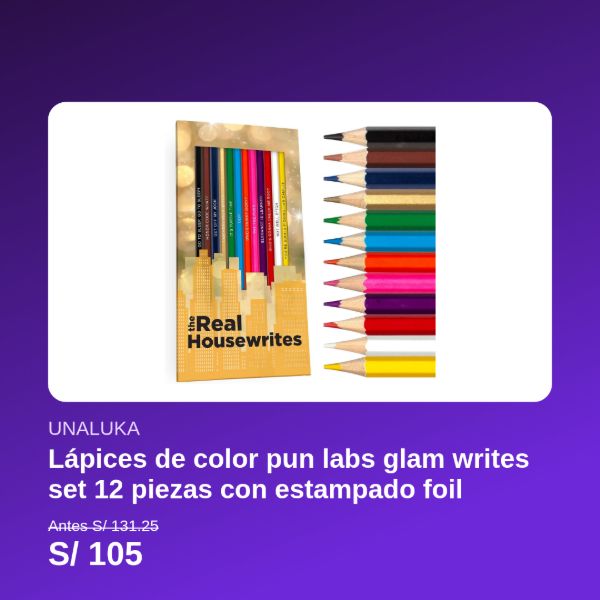 the Real
Housewrites
UNALUKA
Lápices de color pun labs glam writes
set 12 piezas con estampado foil
Antes S/ 131.25
S/ 105